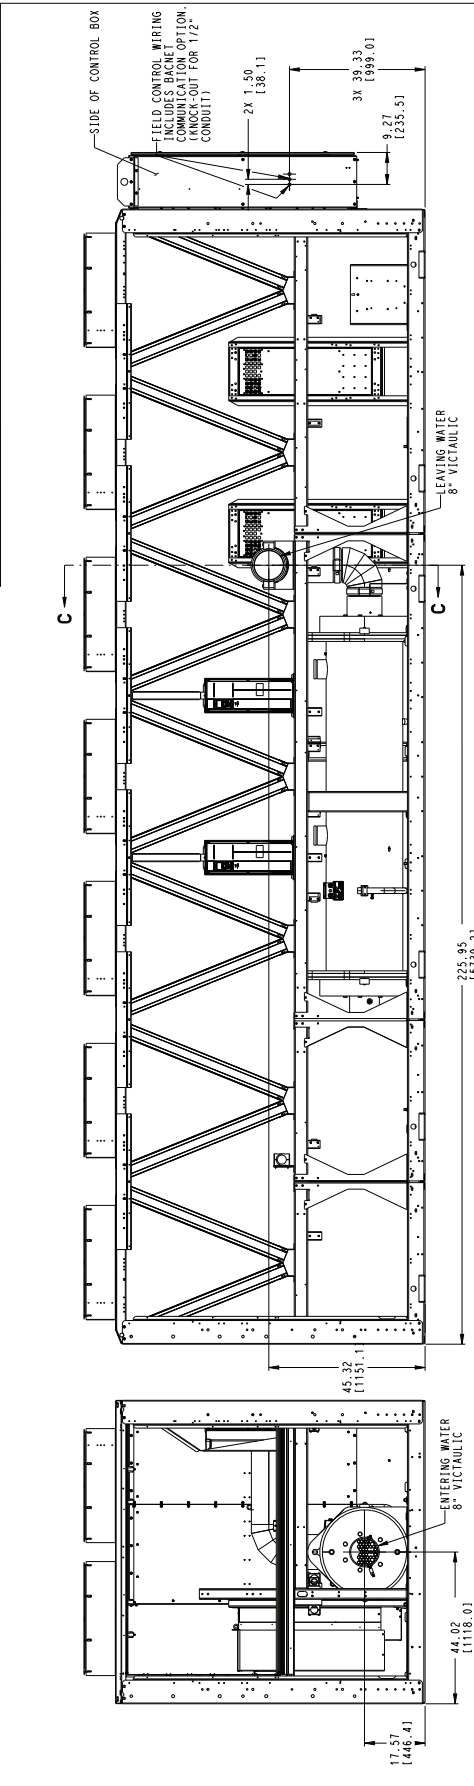 SIDE OF CONTROL BOX
FIELD CONTROL WIRING
INCLUDES BACNET
COMMUNICATION OPTION.
(KNOCK-OUT FOR 1/2"
CONDUIT)
2X 1.50
[38.1]
3X 39.33
[999.0]
9.27
[235.5]
LEAVING WATER
8" VICTAULIC
C
C
225.95
45.32
[1151.1
ENTERING WATER
8" VICTAULIC
44.02
[1118.0]
17.57
[446.4]